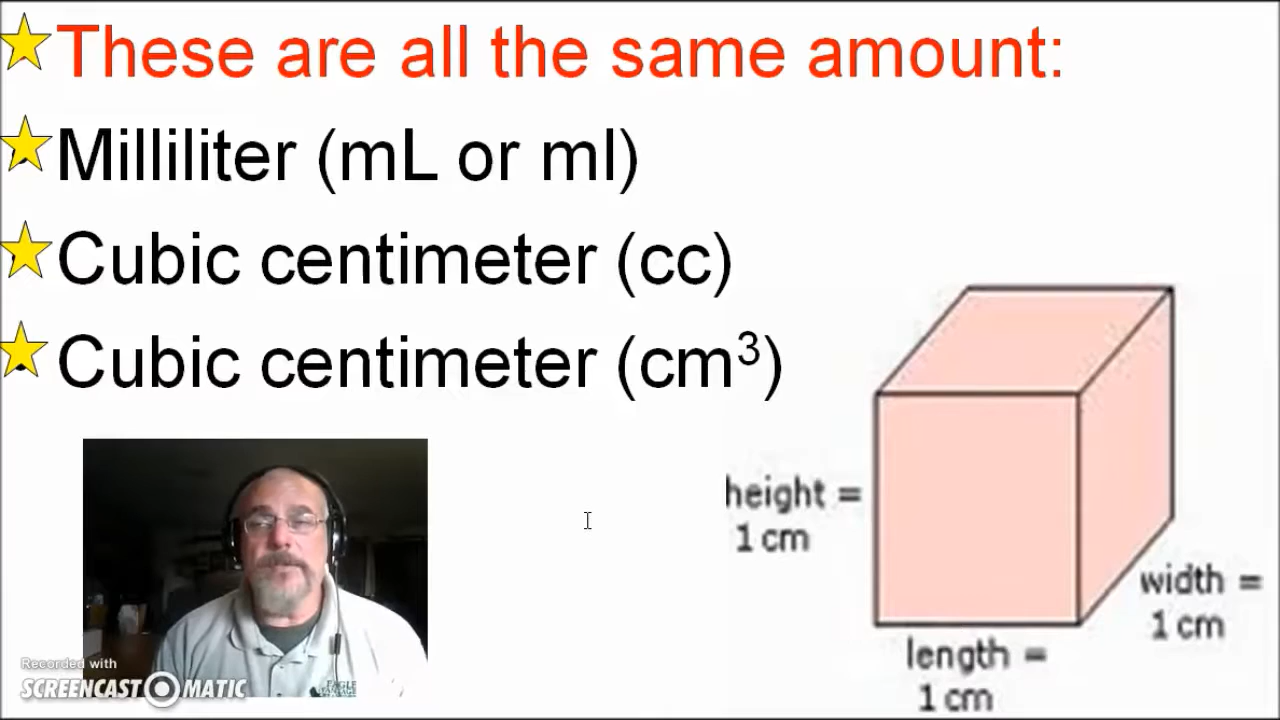 These are all the same amount:
Milliliter (mL or ml)
Cubic centimeter (cc)
Cubic centimeter (cm³)
height =
1 cm
width =
1 cm
length =
1 cm
Recorded with
SCREENCAST-O-MATIC
EAGLE